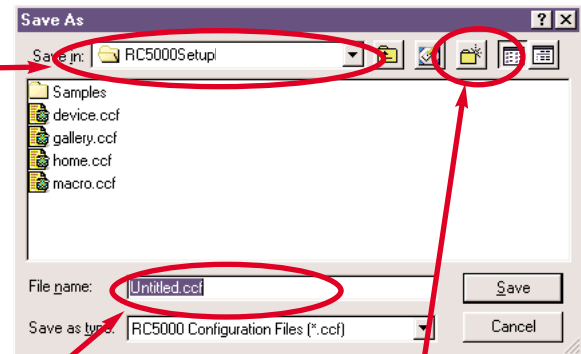 Save As
Save in: RC5000Setup
Samples
device.ccf
gallery.ccf
home.ccf
macro.ccf
File name: Untitled.ccf Save
Save as type: RC5000 Configuration Files (*.ccf) Cancel